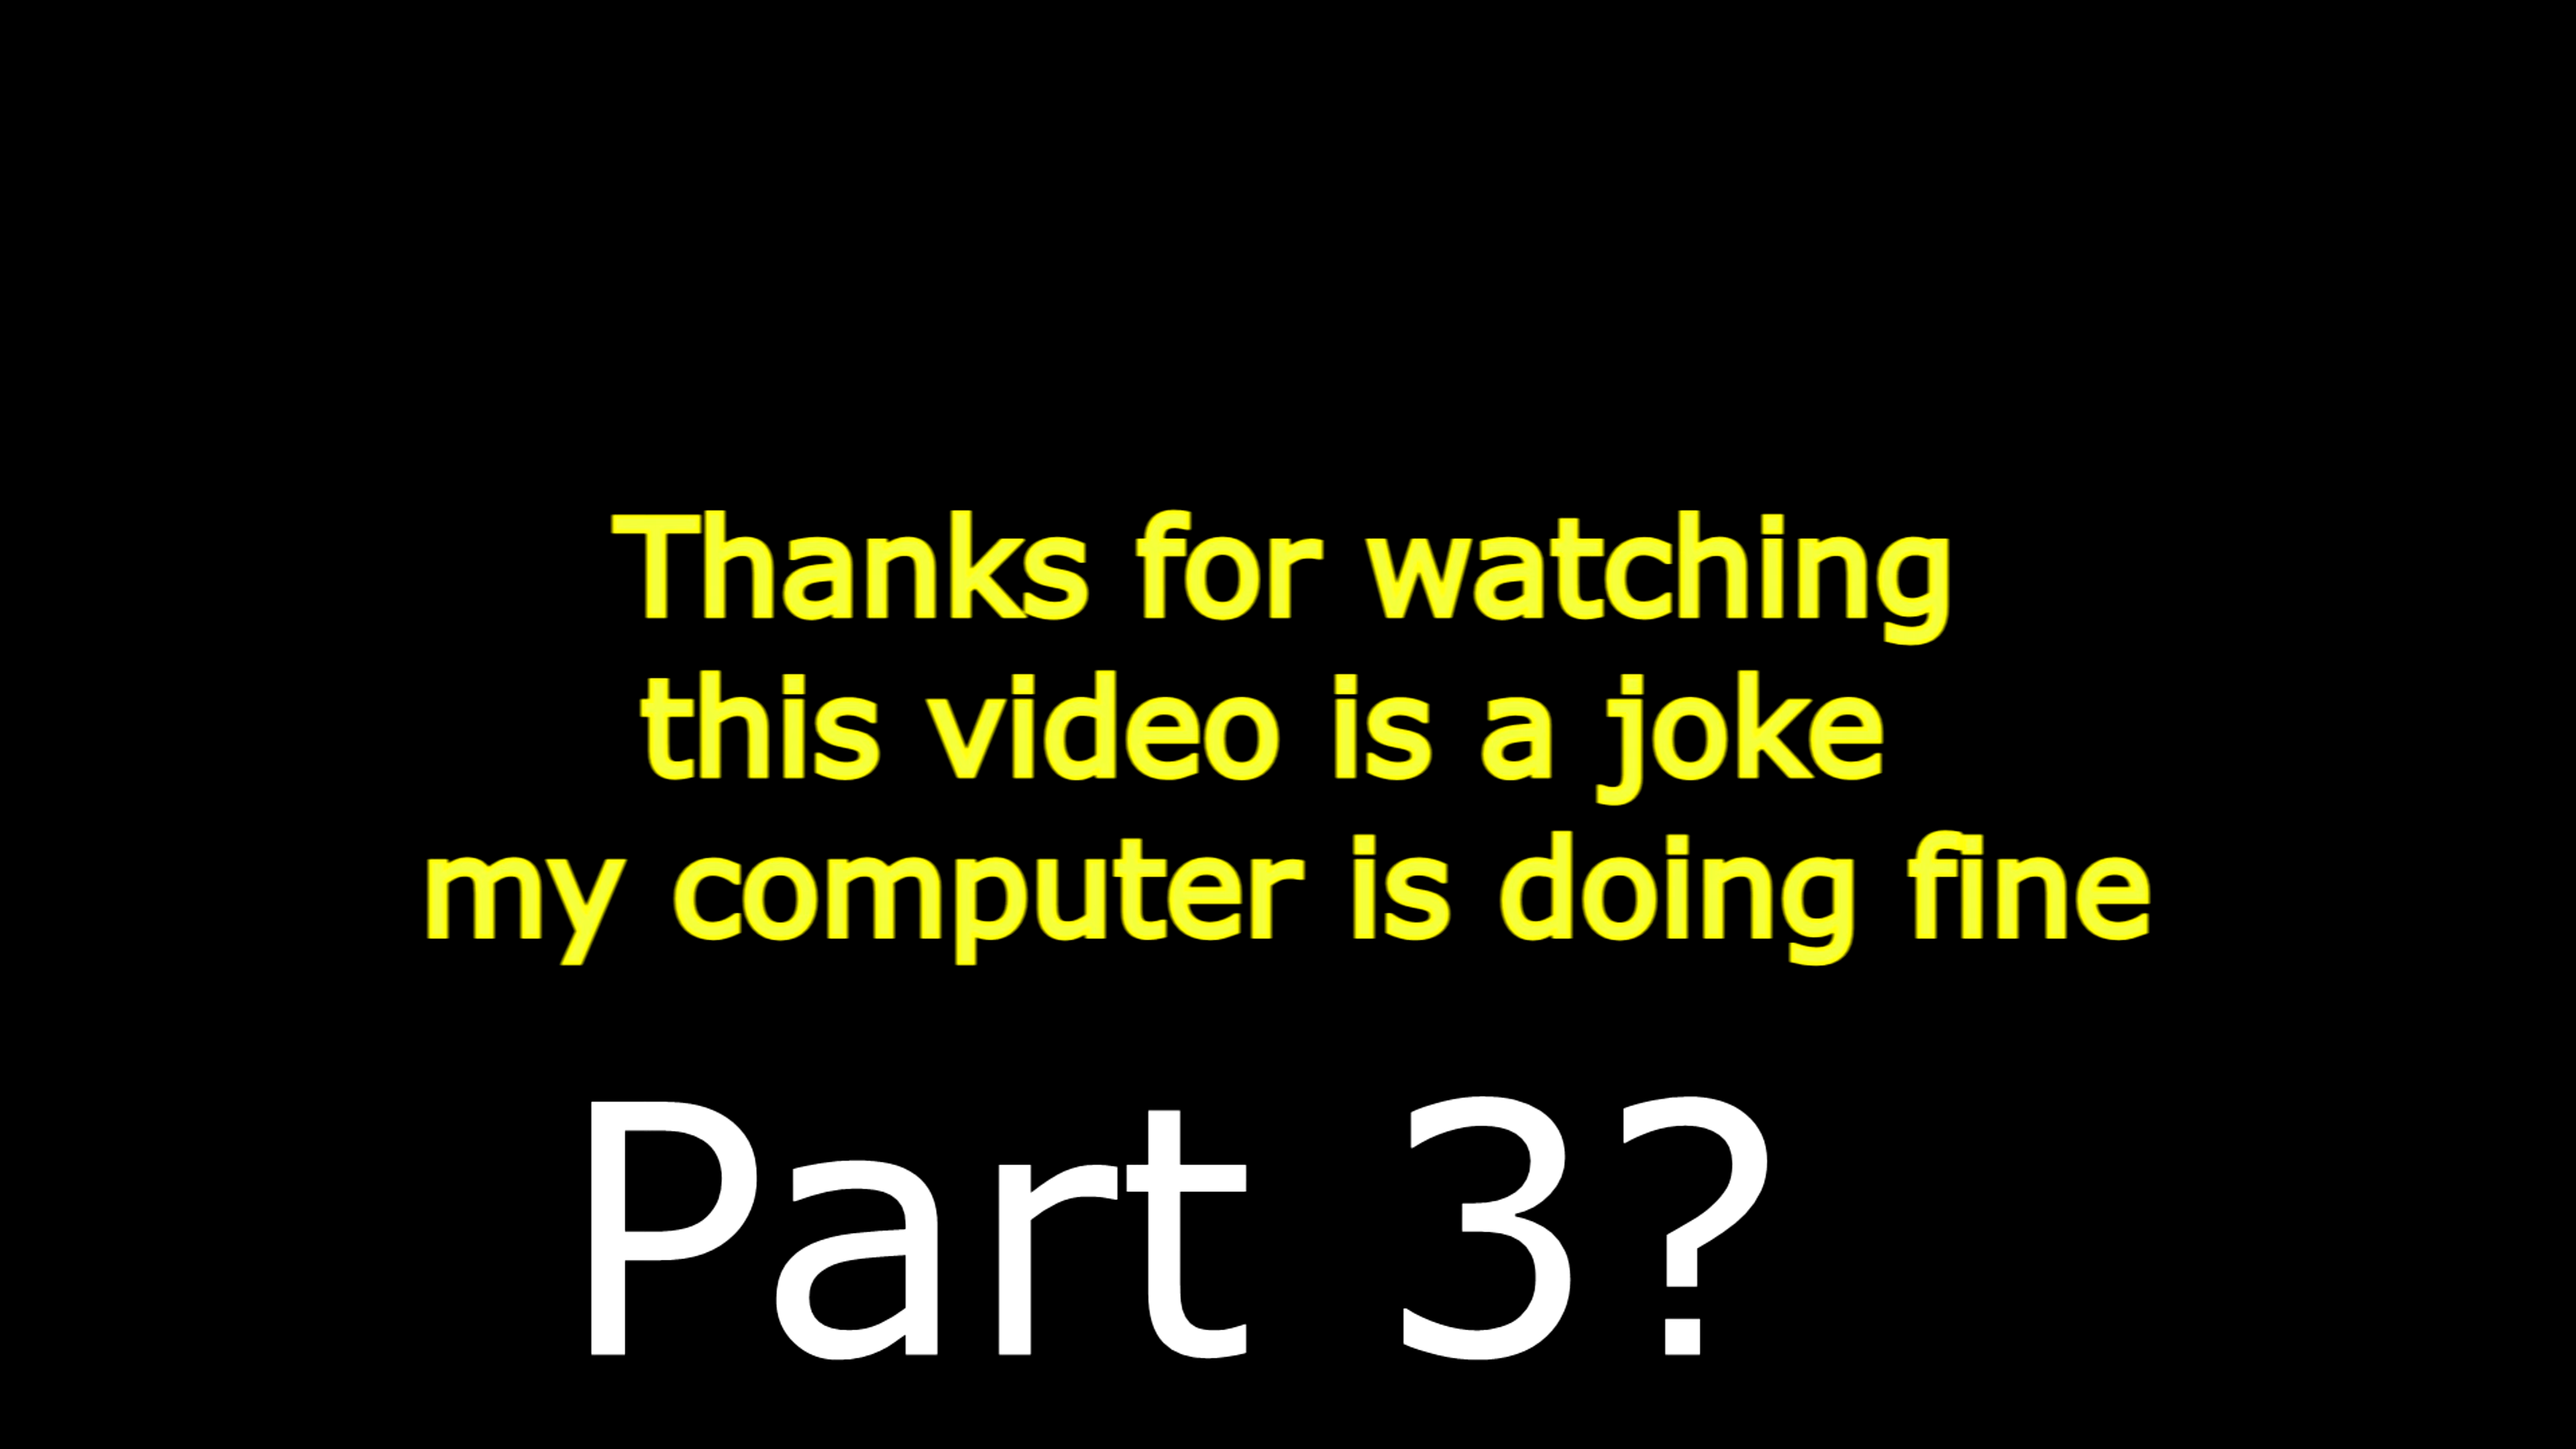 Thanks for watching
this video is a joke
my computer is doing fine
Part 3?